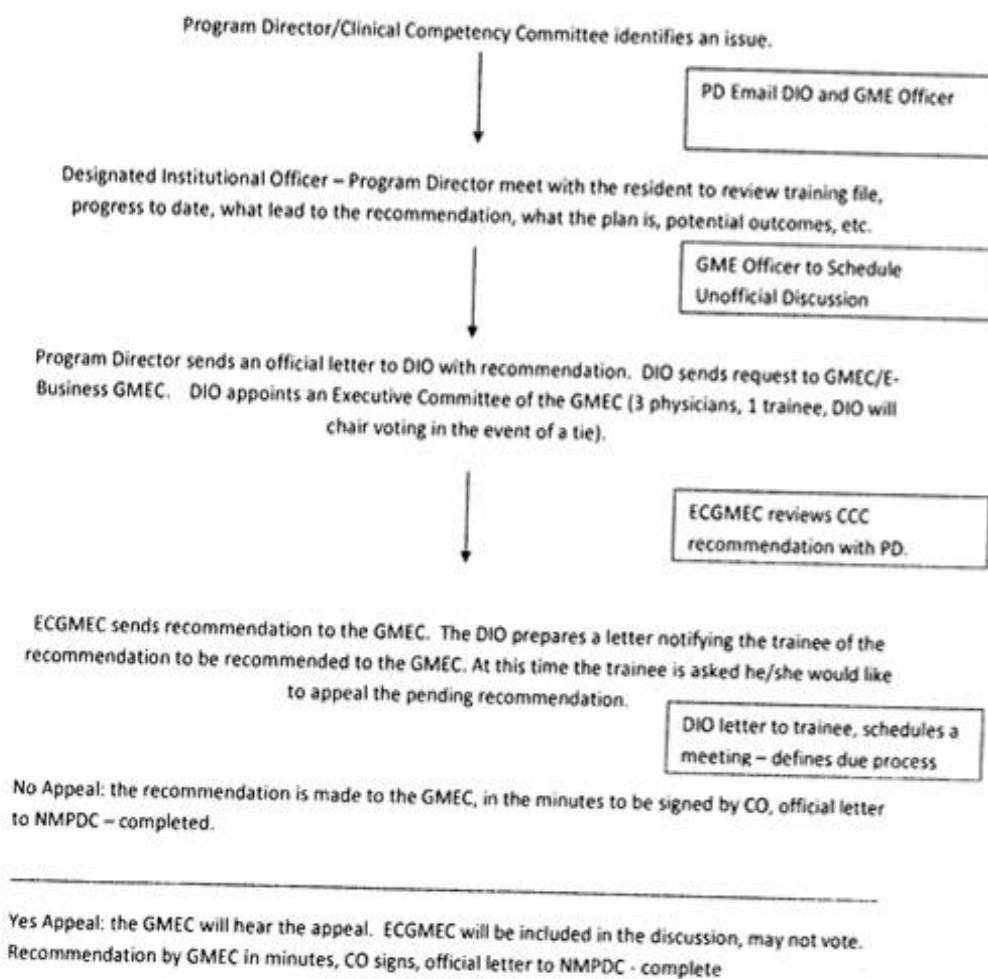 Program Director/Clinical Competency Committee identifies an issue.
PD Email DIO and GME Officer
Designated Institutional Officer – Program Director meet with the resident to review training file,
progress to date, what lead to the recommendation, what the plan is, potential outcomes, etc.
GME Officer to Schedule
Unofficial Discussion
Program Director sends an official letter to DIO with recommendation.  DIO sends request to GMEC/E-
Business GMEC.   DIO appoints an Executive Committee of the GMEC (3 physicians, 1 trainee, DIO will
chair voting in the event of a tie).
ECGMEC reviews CCC
recommendation with PD.
ECGMEC sends recommendation to the GMEC.  The DIO prepares a letter notifying the trainee of the
recommendation to be recommended to the GMEC. At this time the trainee is asked he/she would like
to appeal the pending recommendation.
DIO letter to trainee, schedules a
meeting – defines due process
No Appeal: the recommendation is made to the GMEC, in the minutes to be signed by CO, official letter
to NMPDC – completed.
Yes Appeal: the GMEC will hear the appeal.  ECGMEC will be included in the discussion, may not vote.
Recommendation by GMEC in minutes, CO signs, official letter to NMPDC - complete